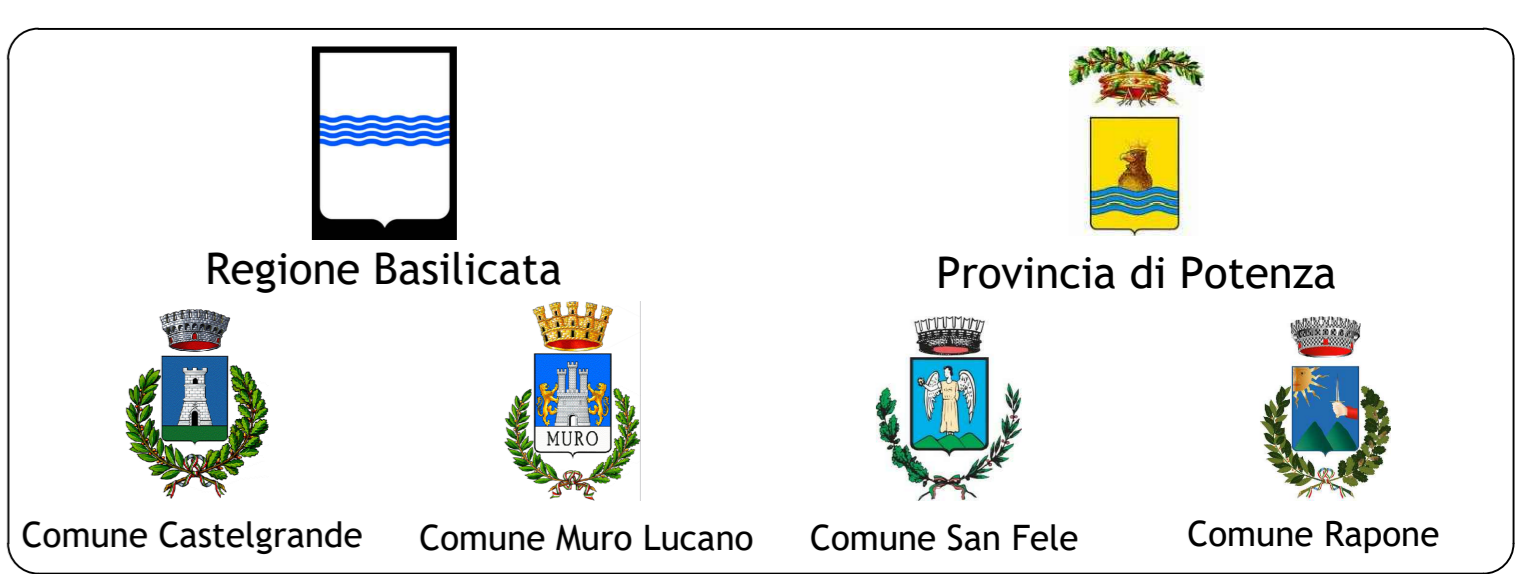 Regione Basilicata
Provincia di Potenza
MURO
Comune Castelgrande
Comune Muro Lucano
Comune San Fele
Comune Rapone